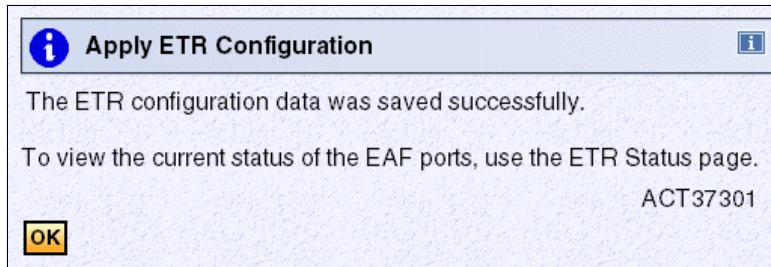 Apply ETR Configuration
The ETR configuration data was saved successfully.
To view the current status of the EAF ports, use the ETR Status page.
ACT37301
OK